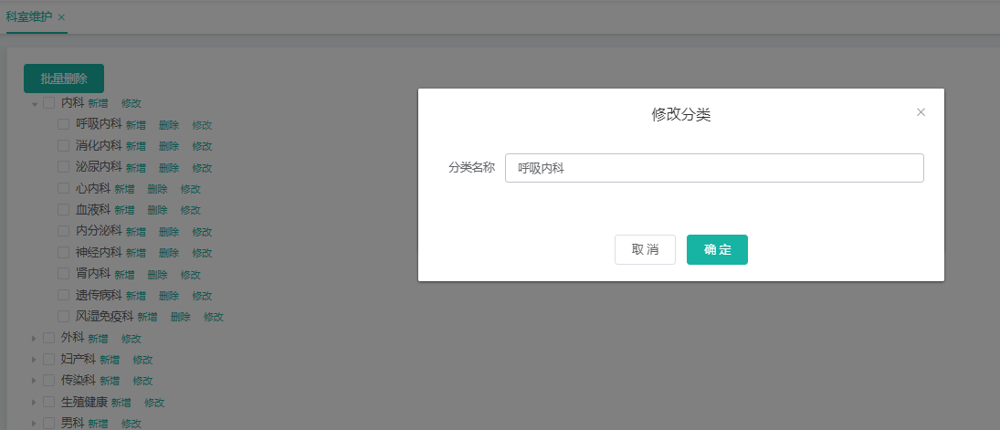 科室维护 ×
批量删除
内科 新增 修改
呼吸内科 新增 删除 修改
消化内科 新增 删除 修改
泌尿内科 新增 删除 修改
心内科 新增 删除 修改
血液科 新增 删除 修改
内分泌科 新增 删除 修改
神经内科 新增 删除 修改
肾内科 新增 删除 修改
遗传病科 新增 删除 修改
风湿免疫科 新增 删除 修改
外科 新增 修改
妇产科 新增 修改
传染科 新增 修改
生殖健康 新增 修改
男科 新增 修改
修改分类
分类名称 呼吸内科
取消 确定